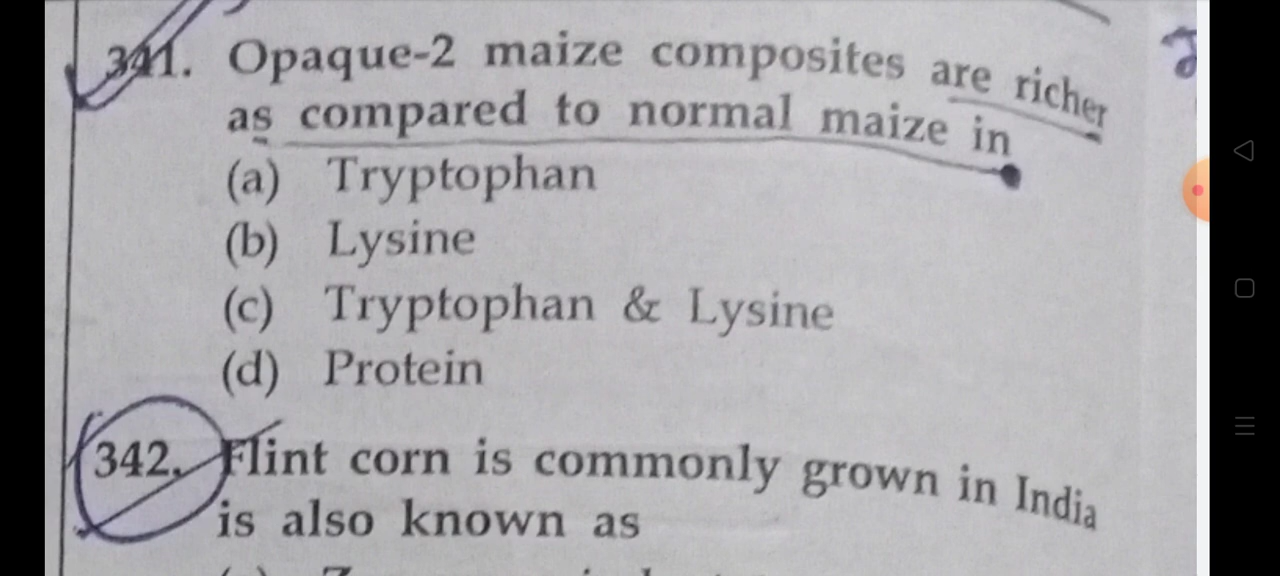 341. Opaque-2 maize composites are richer
as compared to normal maize in
(a) Tryptophan
(b) Lysine
(c) Tryptophan & Lysine
(d) Protein
342. Flint corn is commonly grown in India
is also known as